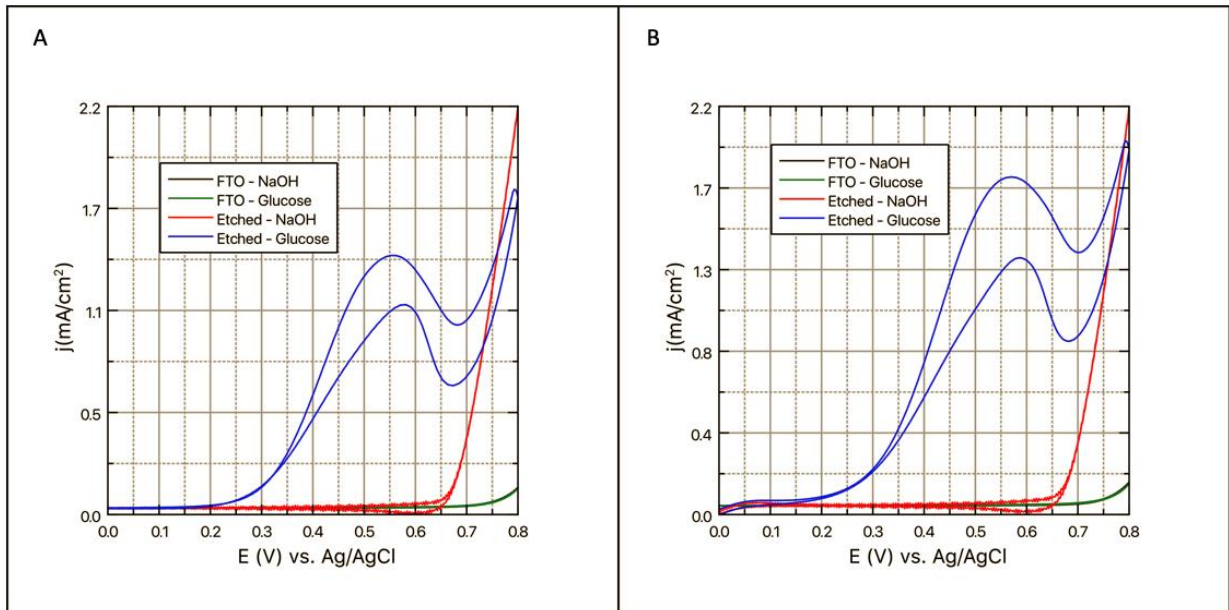 A
2.2
1.7
1.1
0.5
0.0
j(mA/cm²)
FTO - NaOH
FTO - Glucose
Etched - NaOH
Etched - Glucose
0.0 0.1 0.2 0.3 0.4 0.5 0.6 0.7 0.8
E (V) vs. Ag/AgCl
B
2.2
1.7
1.3
0.8
0.4
0.0
j(mA/cm²)
FTO - NaOH
FTO - Glucose
Etched - NaOH
Etched - Glucose
0.0 0.1 0.2 0.3 0.4 0.5 0.6 0.7 0.8
E (V) vs. Ag/AgCl